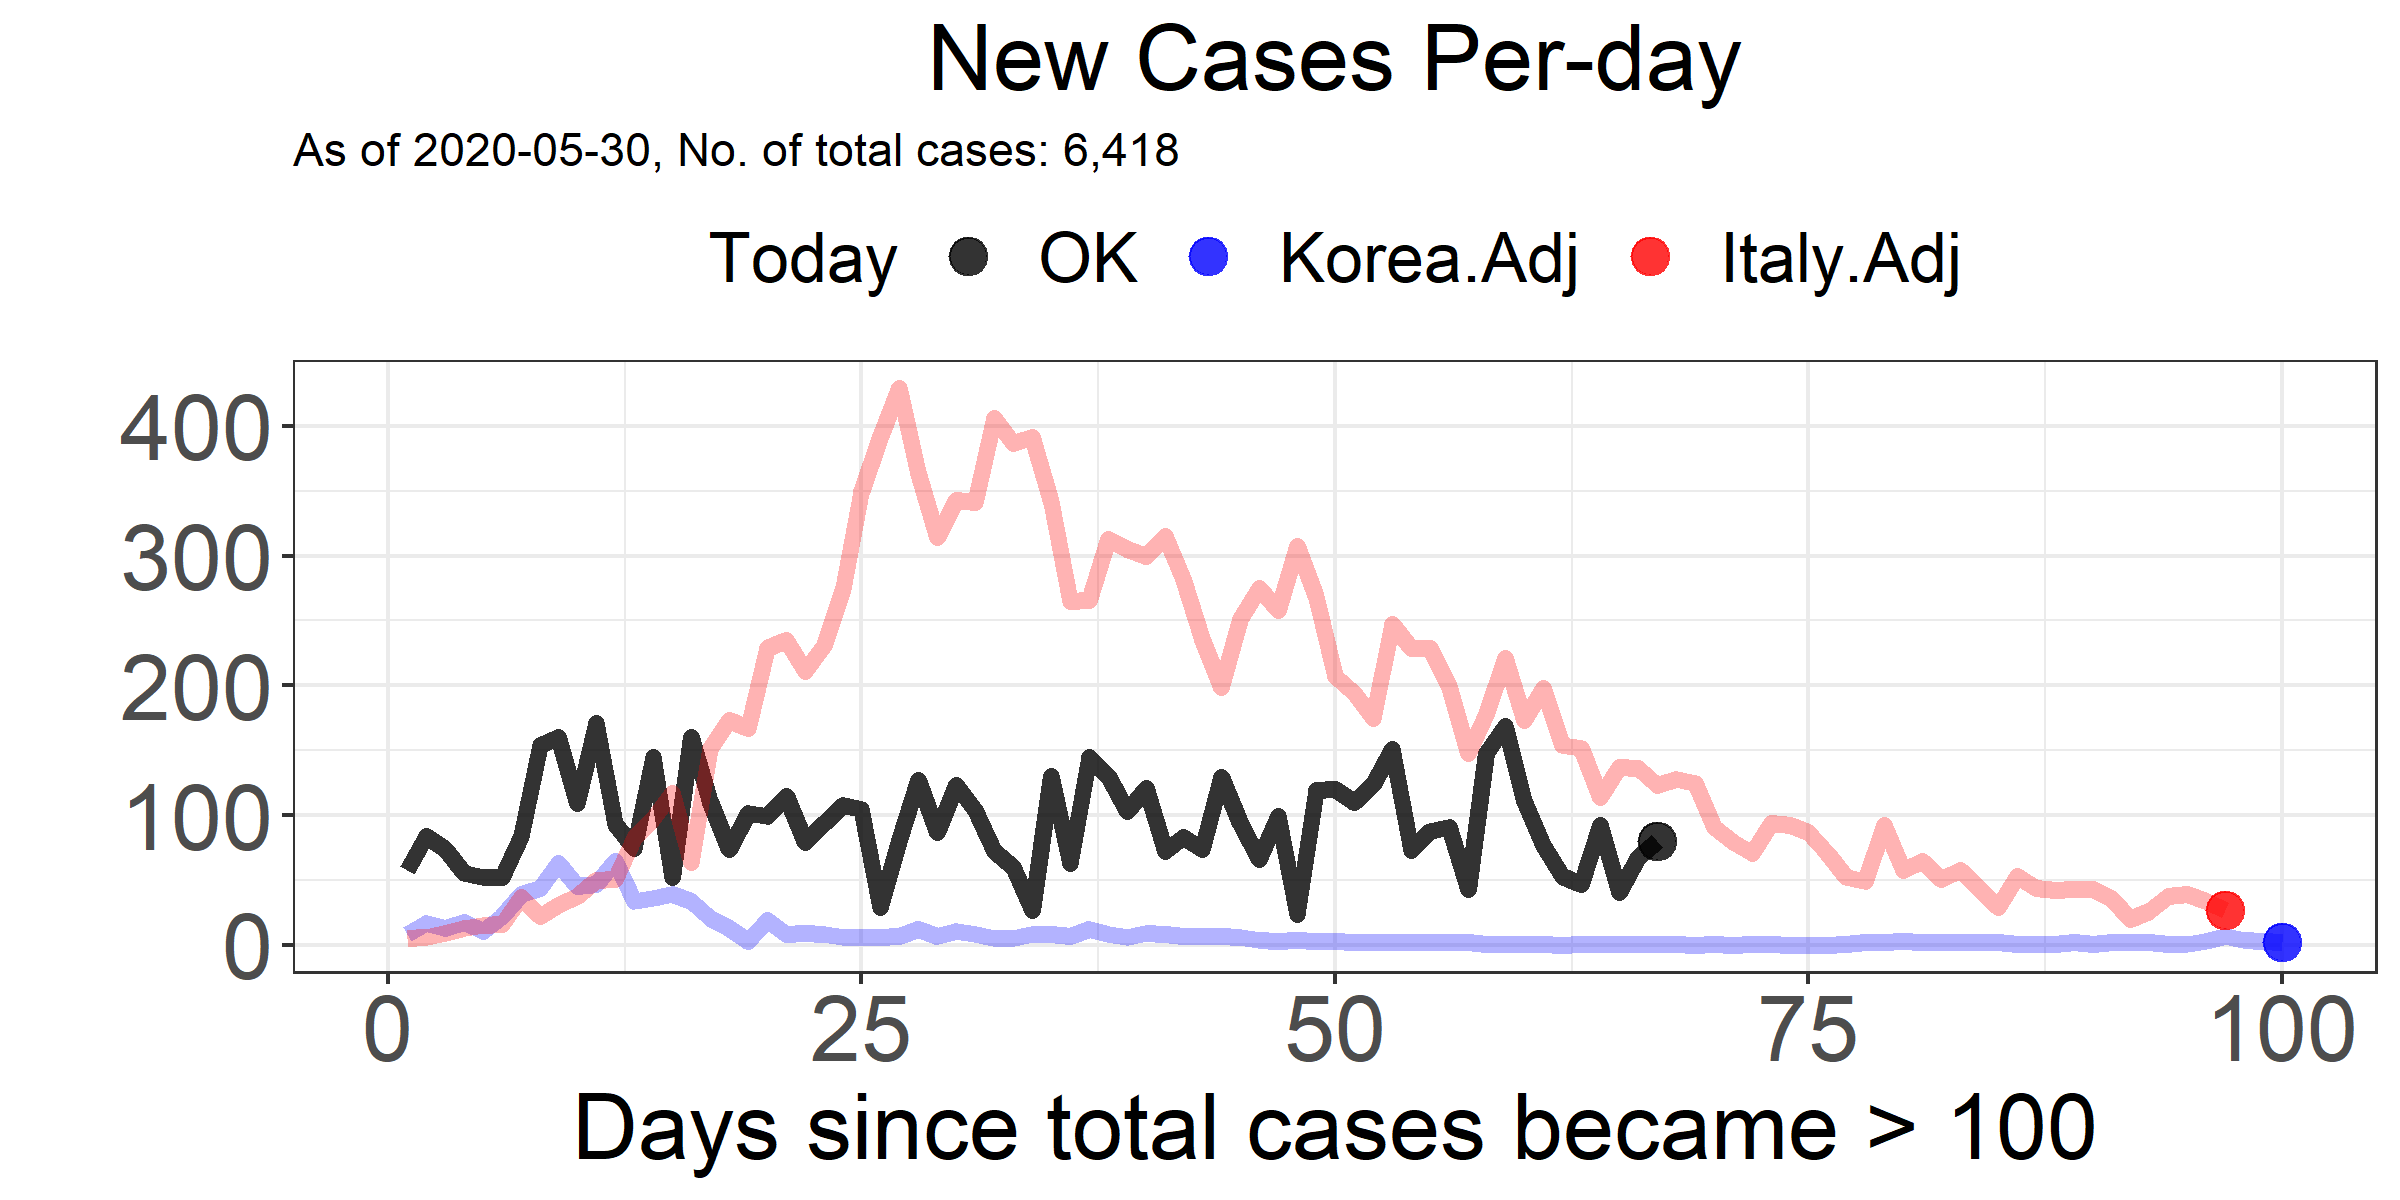 New Cases Per-day
As of 2020-05-30, No. of total cases: 6,418
Today OK Korea.Adj Italy.Adj
400
300
200
100
0
0 25 50 75 100
Days since total cases became > 100